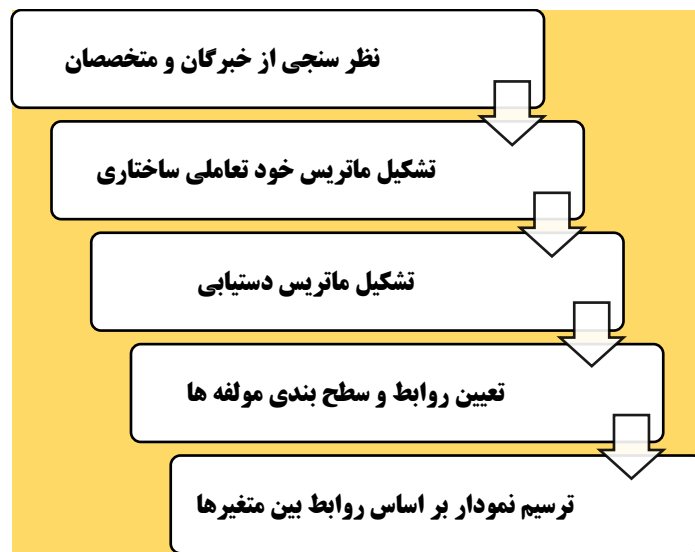 نظر سنجی از خبرگان و متخصصان
تشکیل ماتریس خود تعاملی ساختاری
تشکیل ماتریس دستیابی
تعیین روابط و سطح بندی مولفه ها
ترسیم نمودار بر اساس روابط بین متغیرها